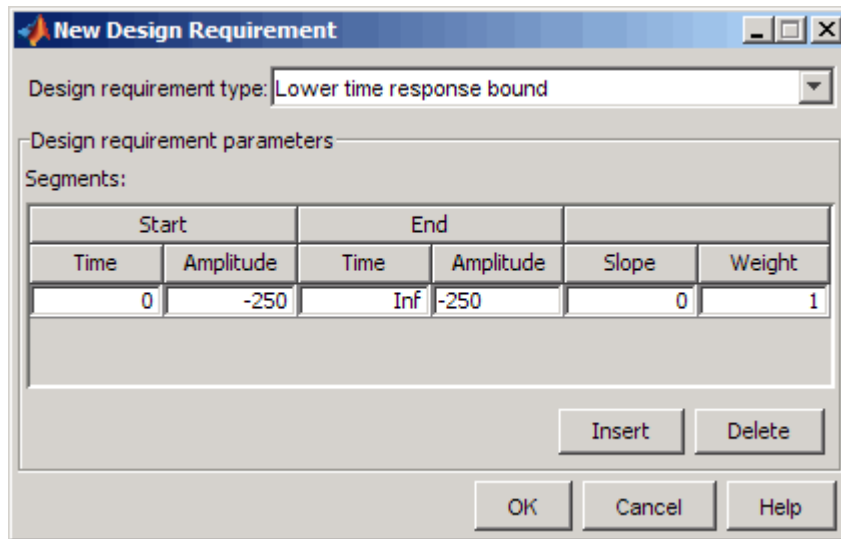 New Design Requirement
Design requirement type: Lower time response bound
Design requirement parameters
Segments:
Start End
Time Amplitude Time Amplitude Slope Weight
0 -250 Inf -250 0 1
Insert Delete
OK Cancel Help